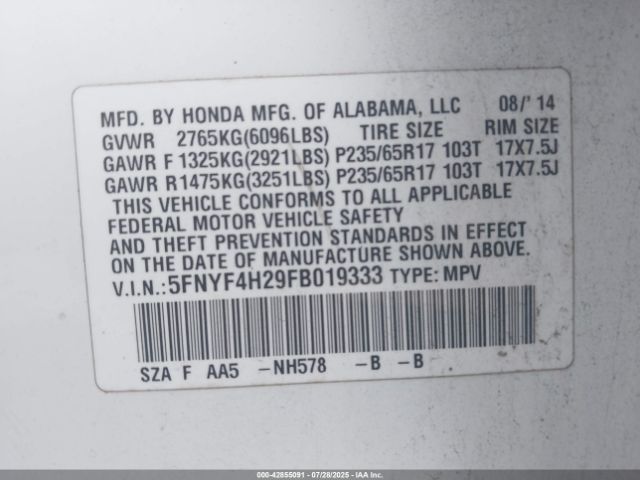 MFD. BY HONDA MFG. OF ALABAMA, LLC 08/'14
GVWR 2765KG(6096LBS) TIRE SIZE RIM SIZE
GAWR F 1325KG(2921LBS) P235/65R17 103T 17X7.5J
GAWR R1475KG(3251LBS) P235/65R17 103T 17X7.5J
THIS VEHICLE CONFORMS TO ALL APPLICABLE
FEDERAL MOTOR VEHICLE SAFETY
AND THEFT PREVENTION STANDARDS IN EFFECT
ON THE DATE OF MANUFACTURE SHOWN ABOVE.
V.I.N.:5FNYF4H29FB019333 TYPE: MPV
SZA F AA5 -NH578 -B -B
000-42855091 - 07/28/2025 - IAAI, Inc.